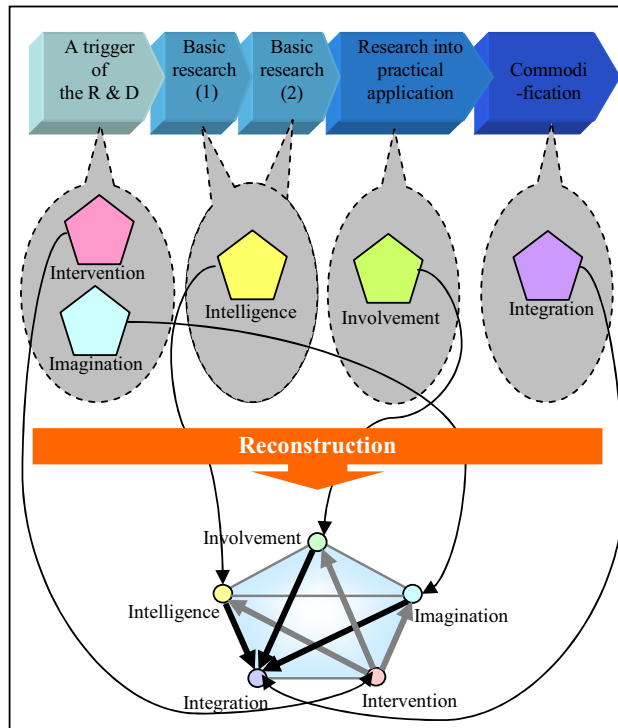 A trigger
of
the R & D
Basic
research
(1)
Basic
research
(2)
Research into
practical
application
Commodi
-fication
Intervention
Imagination
Intelligence
Involvement
Integration
Reconstruction
Involvement
Intelligence
Imagination
Integration
Intervention